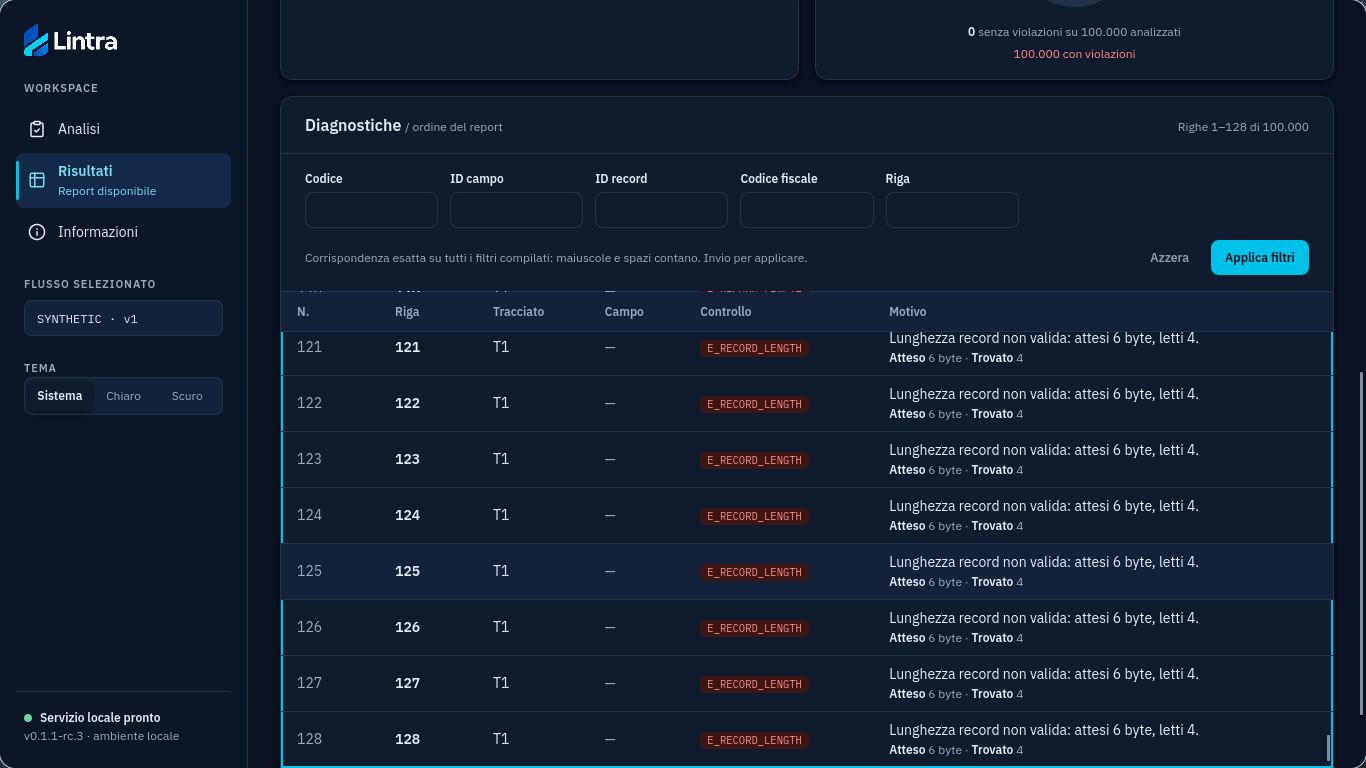 Lintra
WORKSPACE
Analisi
Risultati
Report disponibile
Informazioni
FLUSSO SELEZIONATO
SYNTHETIC · v1
TEMA
Sistema Chiaro Scuro
Servizio locale pronto
v0.1.1-rc.3 · ambiente locale
0 senza violazioni su 100.000 analizzati
100.000 con violazioni
Diagnostiche / ordine del report
Righe 1–128 di 100.000
Codice ID campo ID record Codice fiscale Riga
Corrispondenza esatta su tutti i filtri compilati: maiuscole e spazi contano. Invio per applicare.
Azzera Applica filtri
N. Riga Tracciato Campo Controllo Motivo
121 121 T1 — E_RECORD_LENGTH Lunghezza record non valida: attesi 6 byte, letti 4.
Atteso 6 byte · Trovato 4
122 122 T1 — E_RECORD_LENGTH Lunghezza record non valida: attesi 6 byte, letti 4.
Atteso 6 byte · Trovato 4
123 123 T1 — E_RECORD_LENGTH Lunghezza record non valida: attesi 6 byte, letti 4.
Atteso 6 byte · Trovato 4
124 124 T1 — E_RECORD_LENGTH Lunghezza record non valida: attesi 6 byte, letti 4.
Atteso 6 byte · Trovato 4
125 125 T1 — E_RECORD_LENGTH Lunghezza record non valida: attesi 6 byte, letti 4.
Atteso 6 byte · Trovato 4
126 126 T1 — E_RECORD_LENGTH Lunghezza record non valida: attesi 6 byte, letti 4.
Atteso 6 byte · Trovato 4
127 127 T1 — E_RECORD_LENGTH Lunghezza record non valida: attesi 6 byte, letti 4.
Atteso 6 byte · Trovato 4
128 128 T1 — E_RECORD_LENGTH Lunghezza record non valida: attesi 6 byte, letti 4.
Atteso 6 byte · Trovato 4